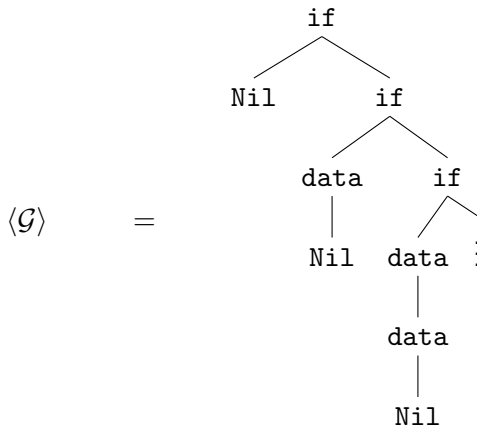 if
Nil if
data if
⟨𝒢⟩ =
Nil data
data
Nil